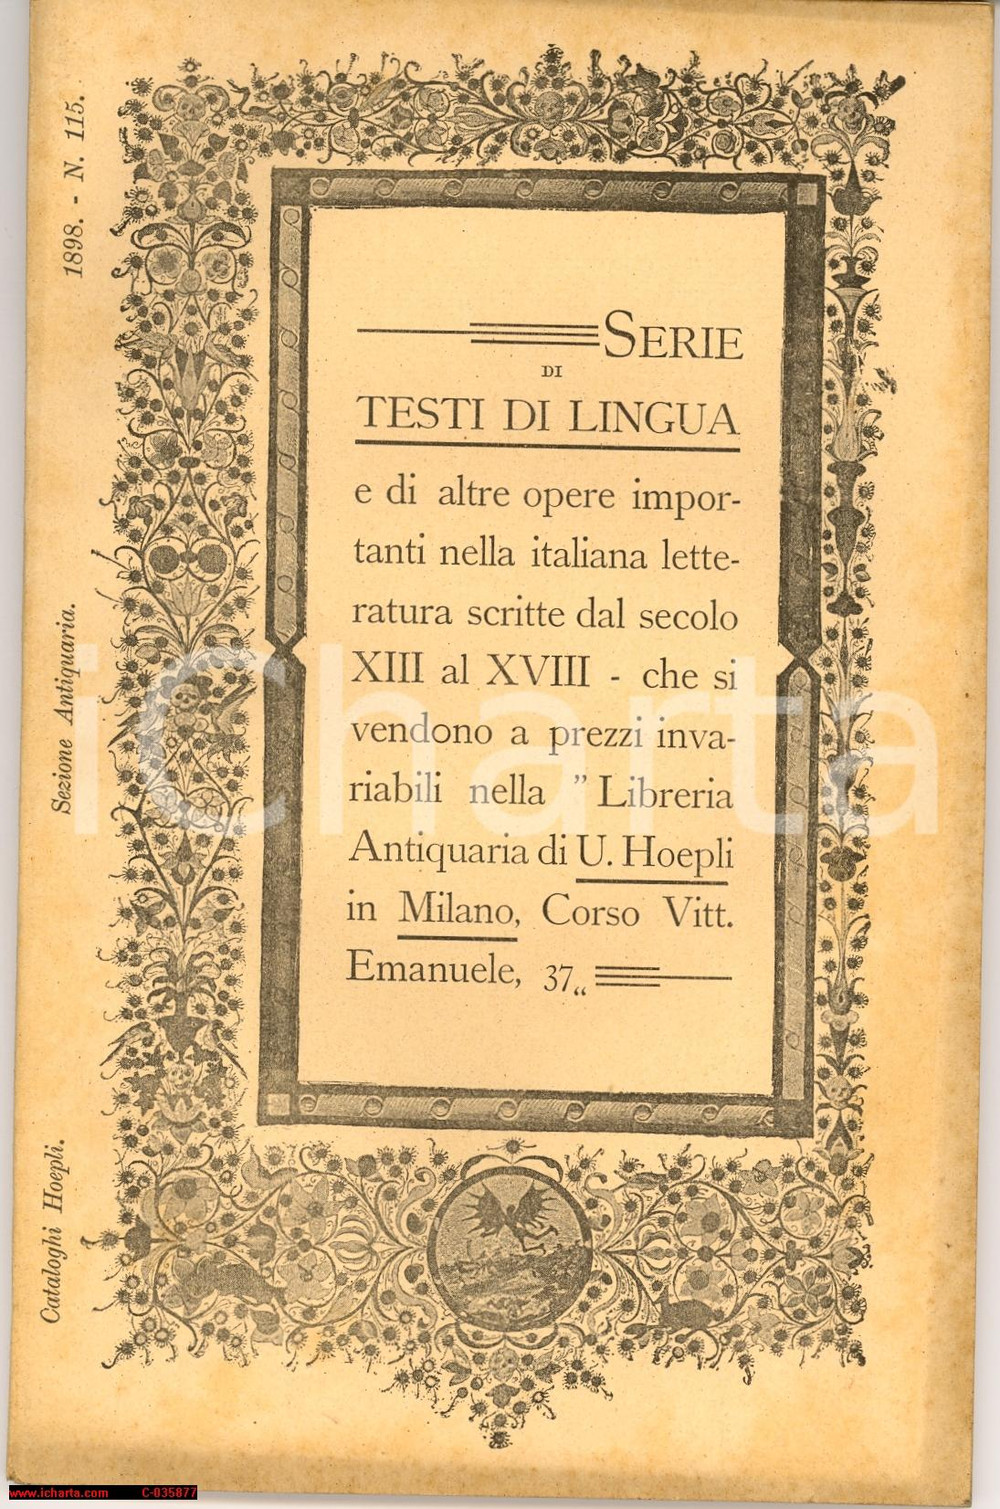 1898. - N. 115.
Sezione Antiquaria.
Cataloghi Hoepli.
SERIE
DI
TESTI DI LINGUA
e di altre opere impor-
tanti nella italiana lette-
ratura scritte dal secolo
XIII al XVIII - che si
vendono a prezzi inva-
riabili nella ” Libreria
Antiquaria di U. Hoepli
in Milano, Corso Vitt.
Emanuele, 37„
iCharta
www.icharta.com C-035877